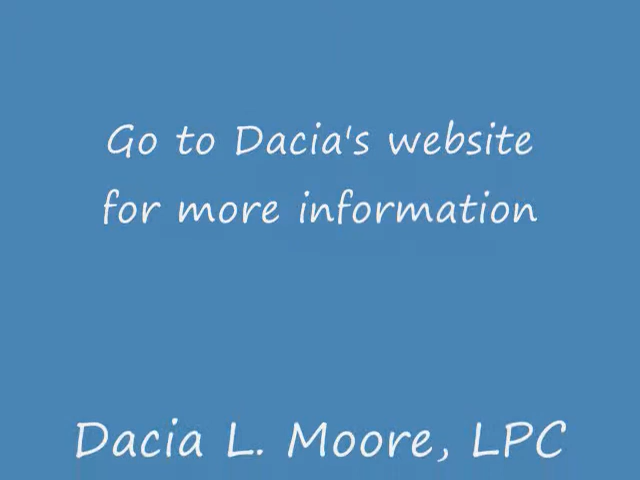 Go to Dacia's website
for more information
Dacia L. Moore, LPC